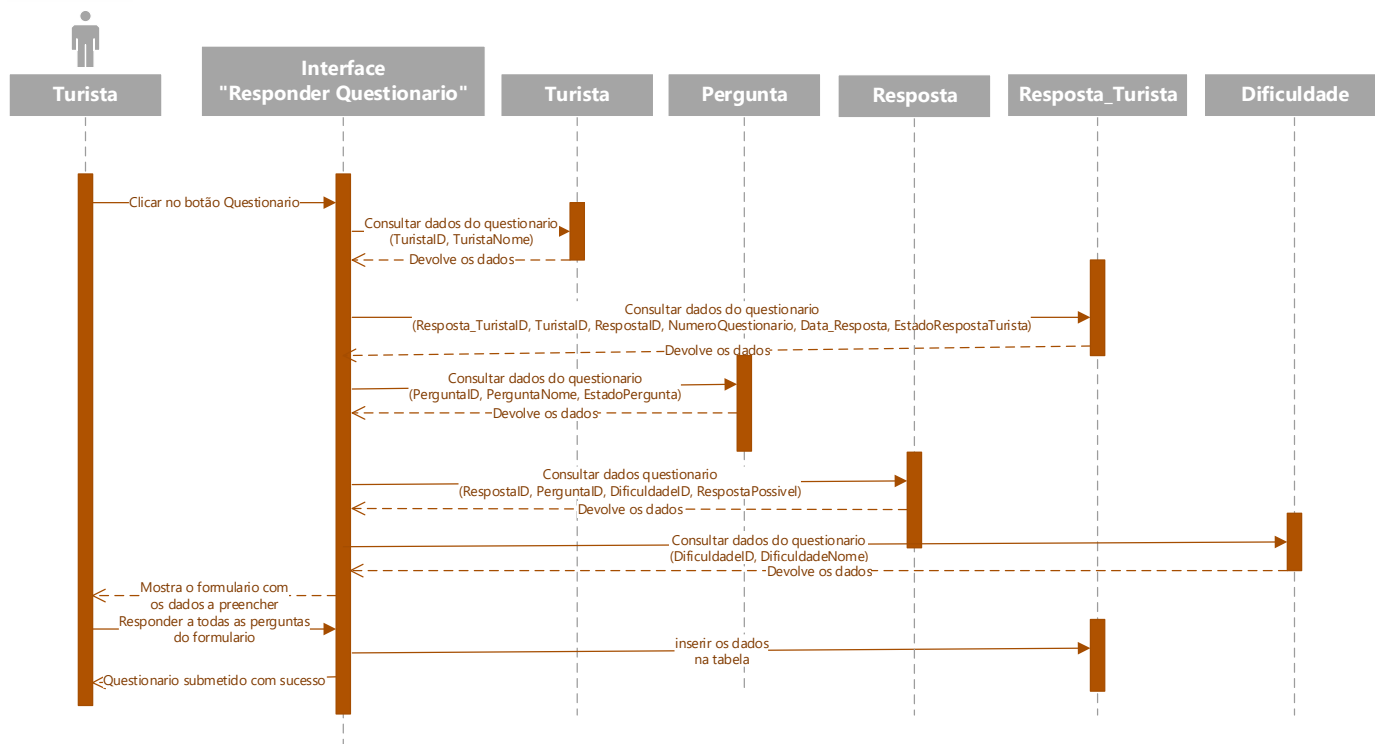 Turista
Interface
"Responder Questionario"
Turista
Pergunta
Resposta
Resposta_Turista
Dificuldade
Clicar no botão Questionario
Consultar dados do questionario
(TuristaID, TuristaNome)
Devolve os dados
Consultar dados do questionario
(Resposta_TuristaID, TuristaID, RespostaID, NumeroQuestionario, Data_Resposta, EstadoRespostaTurista)
Devolve os dados
Consultar dados do questionario
(PerguntaID, PerguntaNome, EstadoPergunta)
Devolve os dados
Consultar dados questionario
(RespostaID, PerguntaID, DificuldadeID, RespostaPossivel)
Devolve os dados
Consultar dados do questionario
(DificuldadeID, DificuldadeNome)
Devolve os dados
Mostra o formulario com
os dados a preencher
Responder a todas as perguntas
do formulario
inserir os dados
na tabela
Questionario submetido com sucesso